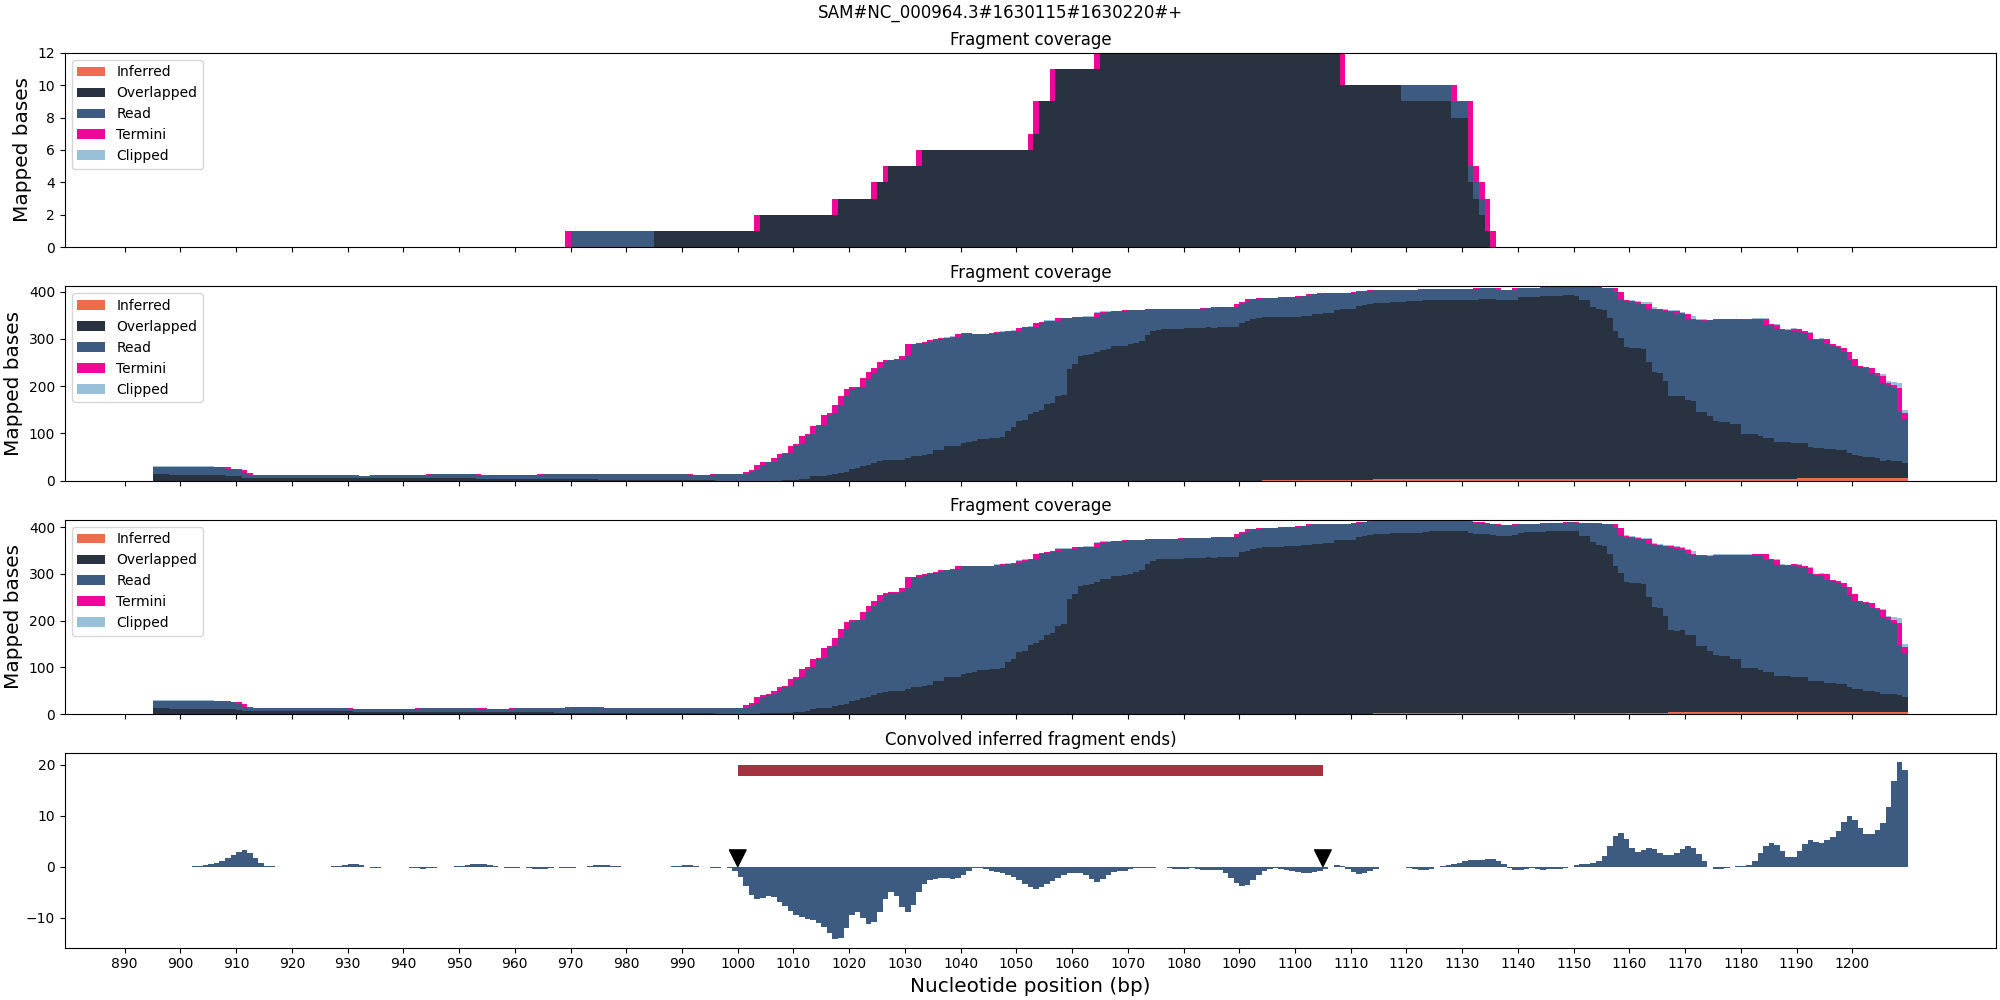 SAM#NC_000964.3#1630115#1630220#+
Fragment coverage
Mapped bases
12
10
8
6
4
2
0
Inferred
Overlapped
Read
Termini
Clipped
Fragment coverage
Mapped bases
400
300
200
100
0
Inferred
Overlapped
Read
Termini
Clipped
Fragment coverage
Mapped bases
400
300
200
100
0
Inferred
Overlapped
Read
Termini
Clipped
Convolved inferred fragment ends)
20
10
0
−10
890 900 910 920 930 940 950 960 970 980 990 1000 1010 1020 1030 1040 1050 1060 1070 1080 1090 1100 1110 1120 1130 1140 1150 1160 1170 1180 1190 1200
Nucleotide position (bp)